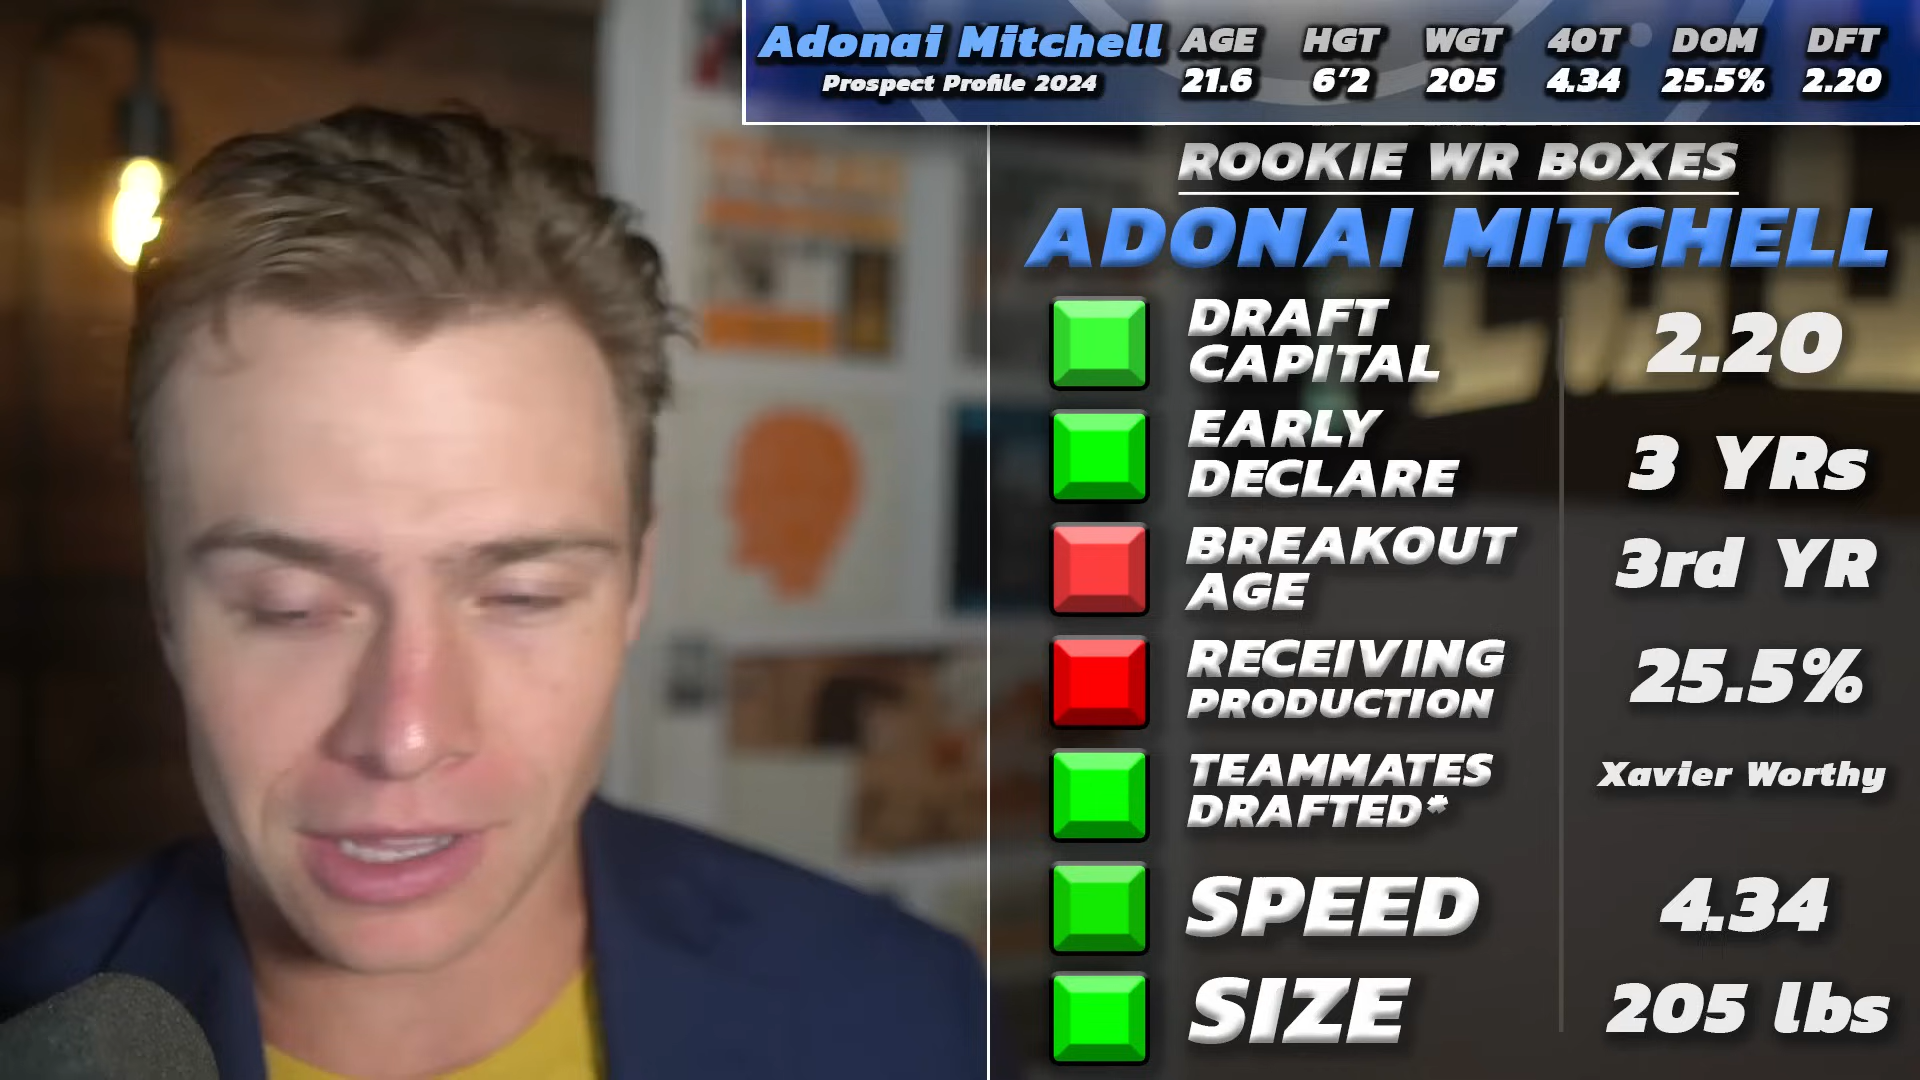 Adonai Mitchell AGE HGT WGT 40T DOM DFT
Prospect Profile 2024 21.6 6'2 205 4.34 25.5% 2.20
ROOKIE WR BOXES
ADONAI MITCHELL
DRAFT
CAPITAL
2.20
EARLY
DECLARE
3 YRs
BREAKOUT
AGE
3rd YR
RECEIVING
PRODUCTION
25.5%
TEAMMATES
DRAFTED*
Xavier Worthy
SPEED
4.34
SIZE
205 lbs